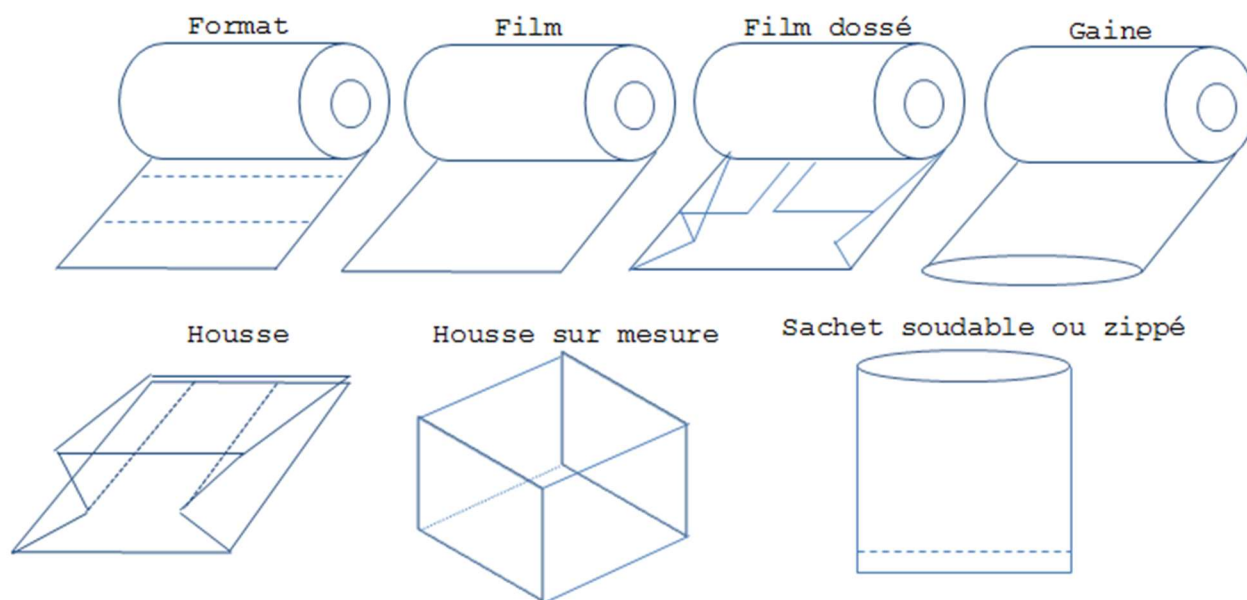 Format
Film
Film dossé
Gaine
Housse
Housse sur mesure
Sachet soudable ou zippé